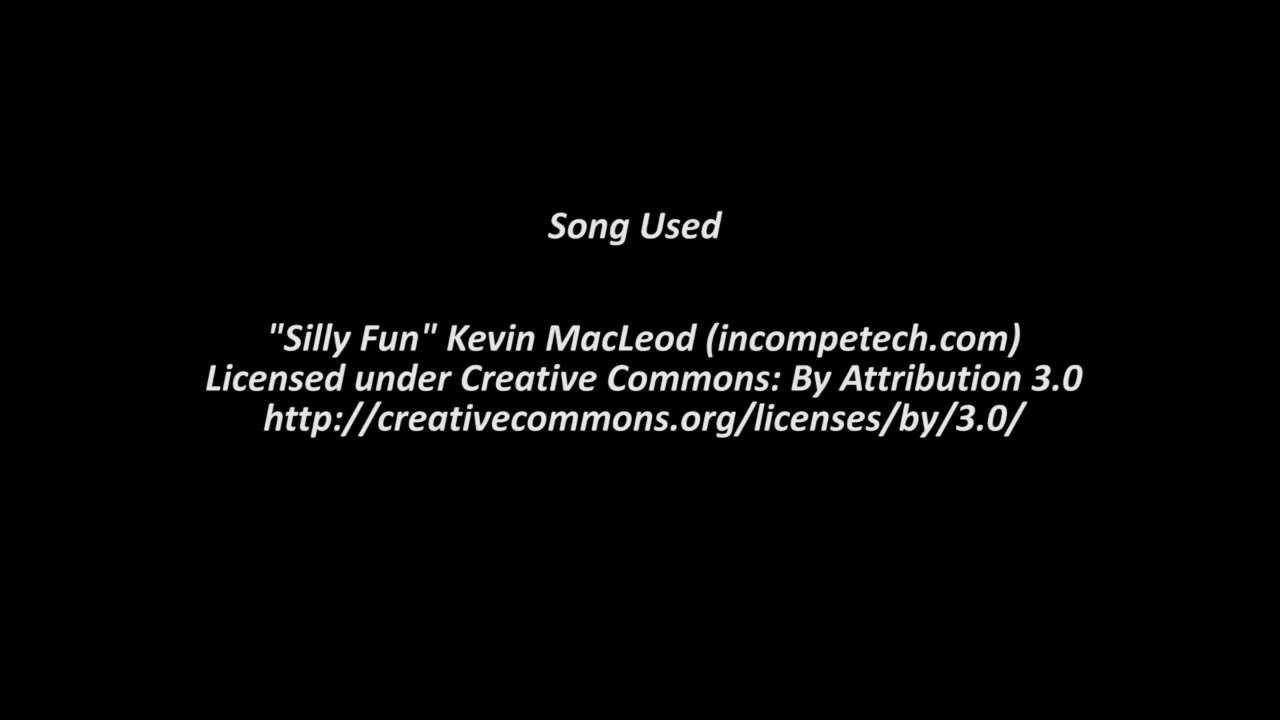 Song Used
"Silly Fun" Kevin MacLeod (incompetech.com)
Licensed under Creative Commons: By Attribution 3.0
http://creativecommons.org/licenses/by/3.0/